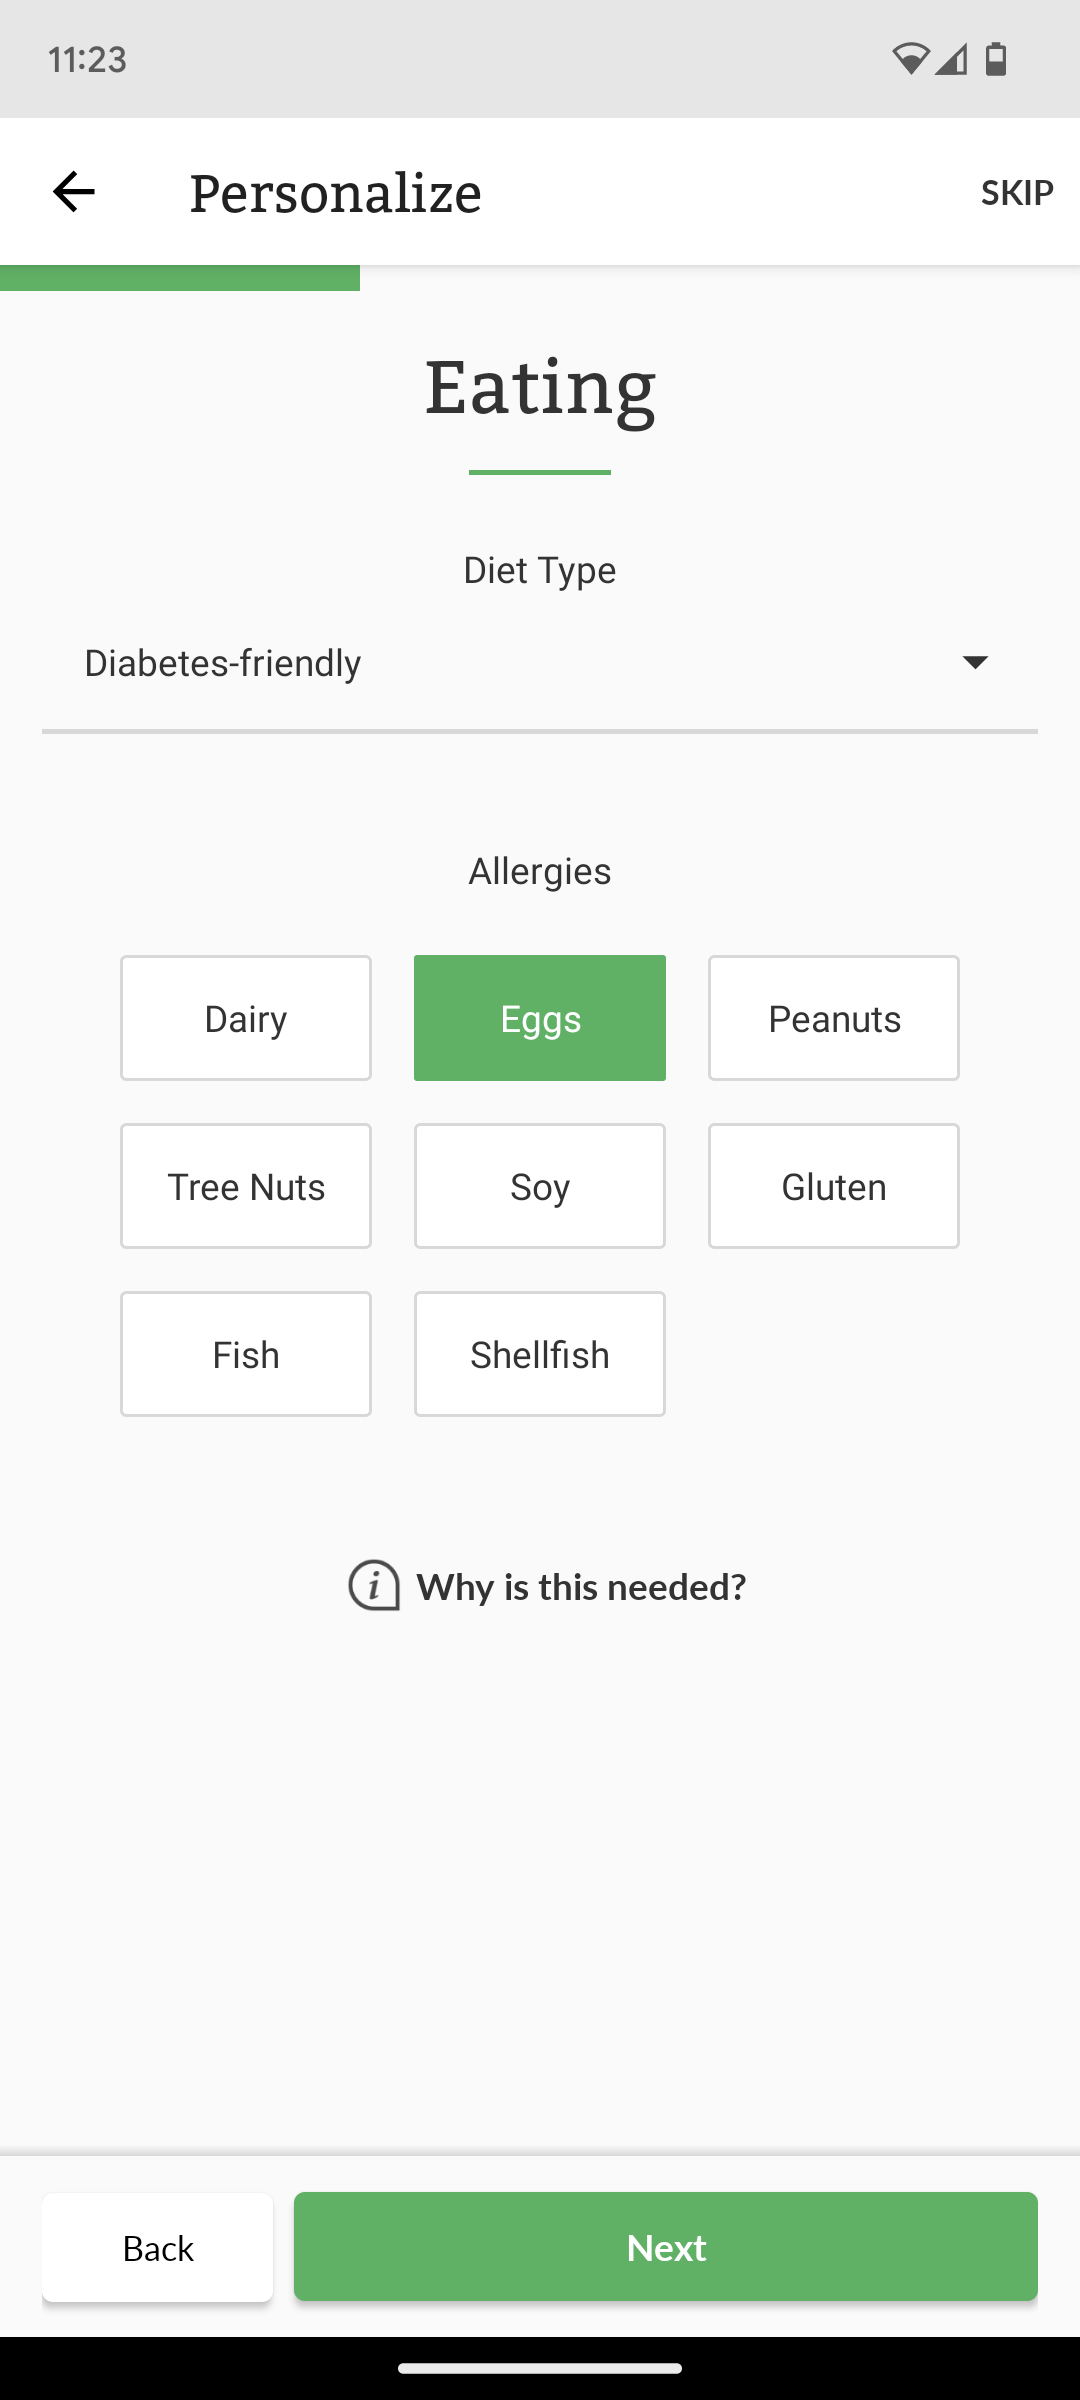 11:23
Personalize
SKIP
Eating
Diet Type
Diabetes-friendly
Allergies
Dairy
Eggs
Peanuts
Tree Nuts
Soy
Gluten
Fish
Shellfish
i Why is this needed?
Back
Next